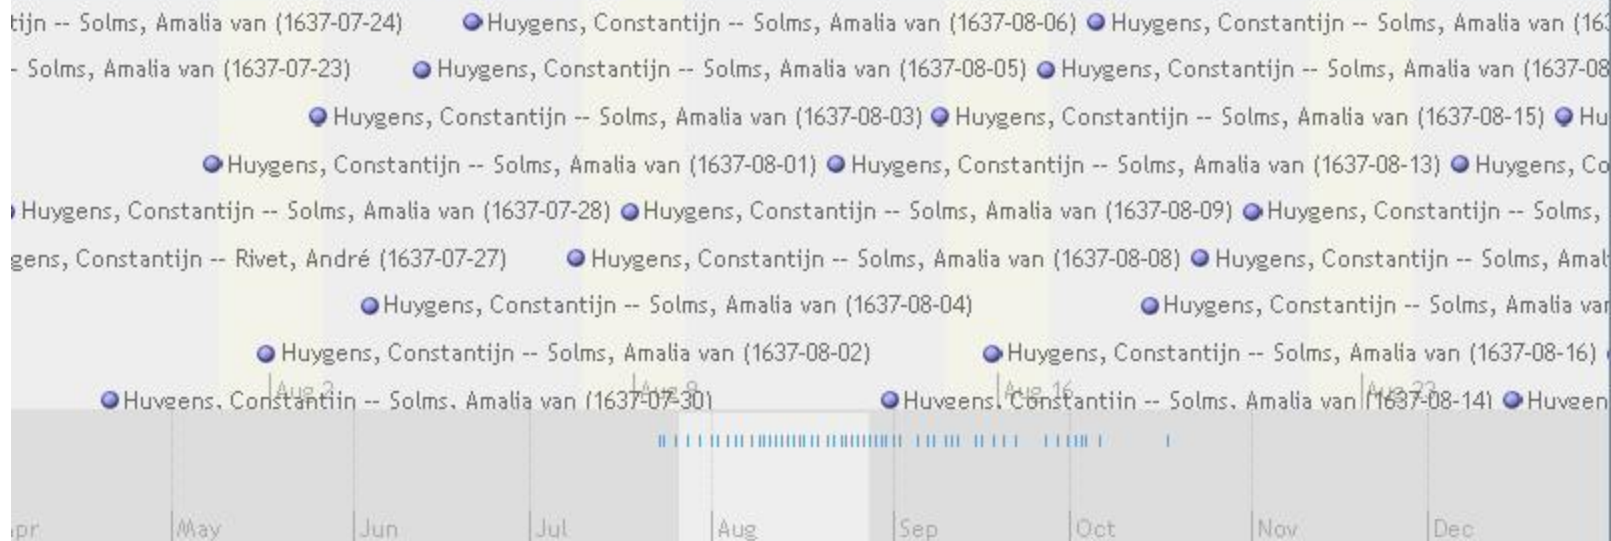 tijn -- Solms, Amalia van (1637-07-24) Huygens, Constantijn -- Solms, Amalia van (1637-08-06) Huygens, Constantijn -- Solms, Amalia van (163
- Solms, Amalia van (1637-07-23) Huygens, Constantijn -- Solms, Amalia van (1637-08-05) Huygens, Constantijn -- Solms, Amalia van (1637-08
Huygens, Constantijn -- Solms, Amalia van (1637-08-03) Huygens, Constantijn -- Solms, Amalia van (1637-08-15) Hu
Huygens, Constantijn -- Solms, Amalia van (1637-08-01) Huygens, Constantijn -- Solms, Amalia van (1637-08-13) Huygens, Co
Huygens, Constantijn -- Solms, Amalia van (1637-07-28) Huygens, Constantijn -- Solms, Amalia van (1637-08-09) Huygens, Constantijn -- Solms,
gens, Constantijn -- Rivet, André (1637-07-27) Huygens, Constantijn -- Solms, Amalia van (1637-08-08) Huygens, Constantijn -- Solms, Amal
Huygens, Constantijn -- Solms, Amalia van (1637-08-04) Huygens, Constantijn -- Solms, Amalia van
Huygens, Constantijn -- Solms, Amalia van (1637-08-02) Huygens, Constantijn -- Solms, Amalia van (1637-08-16)
Aug 2 Aug 9 Aug 16 Aug 23
Huygens, Constantijn -- Solms, Amalia van (1637-07-30) Huygens, Constantijn -- Solms, Amalia van (1637-08-14) Huygen
pr May Jun Jul Aug Sep Oct Nov Dec